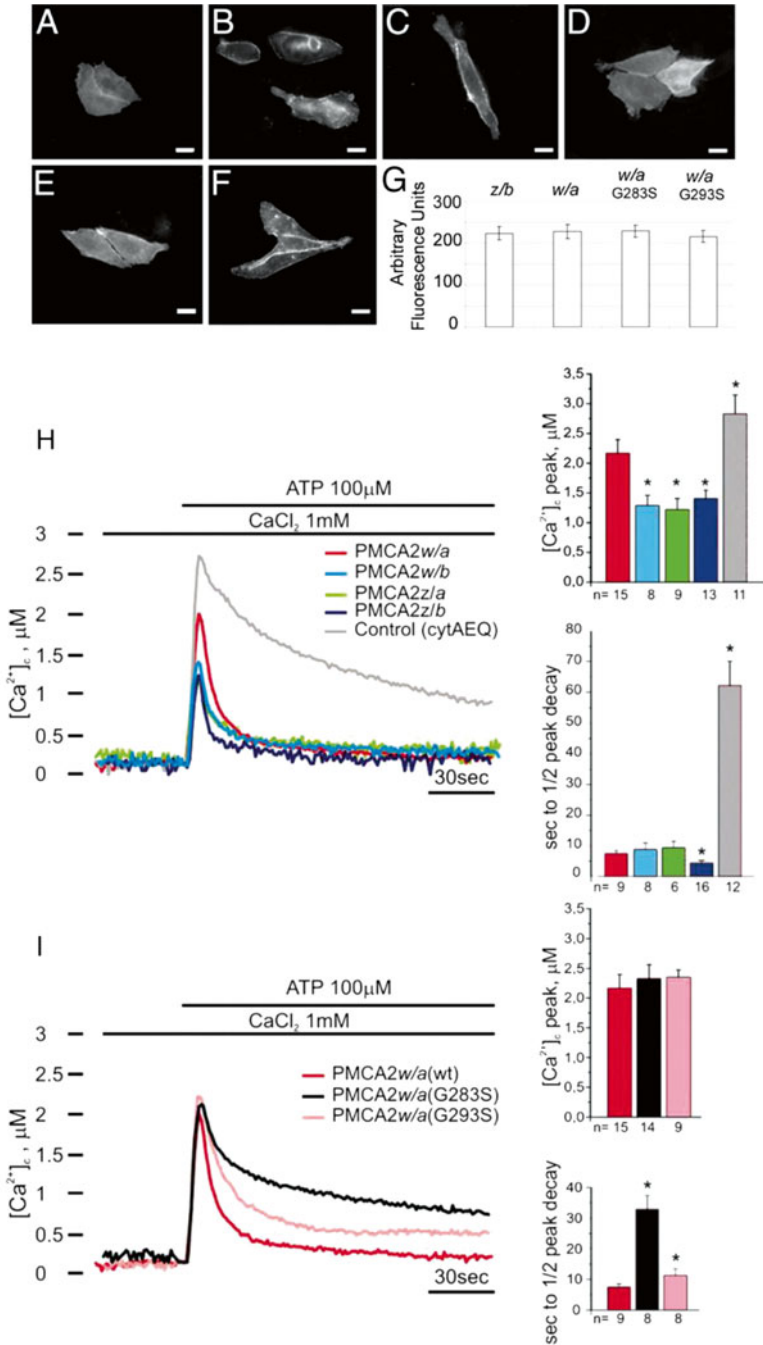 A
B
C
D
E
F
G
z/b
w/a
w/a
G283S
w/a
G293S
Arbitrary
Fluorescence Units
300
200
100
0
H
ATP 100µM
CaCl₂ 1mM
[Ca²⁺]c, µM
3
2.5
2
1.5
1
0.5
0
PMCA2w/a
PMCA2w/b
PMCA2z/a
PMCA2z/b
Control (cytAEQ)
30sec
[Ca²⁺]c peak, µM
3,5
3,0
2,5
2,0
1,5
1,0
0,5
0,0
* * * *
n= 15 8 9 13 11
sec to 1/2 peak decay
80
70
60
50
40
30
20
10
0
* *
n= 9 8 6 16 12
I
ATP 100µM
CaCl₂ 1mM
[Ca²⁺]c, µM
3
2.5
2
1.5
1
0.5
0
PMCA2w/a(wt)
PMCA2w/a(G283S)
PMCA2w/a(G293S)
30sec
[Ca²⁺]c peak, µM
3,5
3,0
2,5
2,0
1,5
1,0
0,5
0,0
n= 15 14 9
sec to 1/2 peak decay
40
30
20
10
0
* *
n= 9 8 8